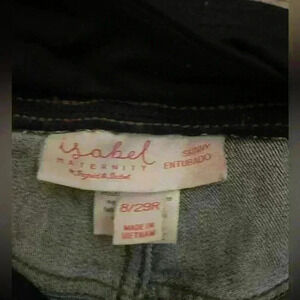 isabel
MATERNITY
by Ingrid & Isabel
SKINNY
ENTUBADO
8/29R
MADE IN
VIETNAM